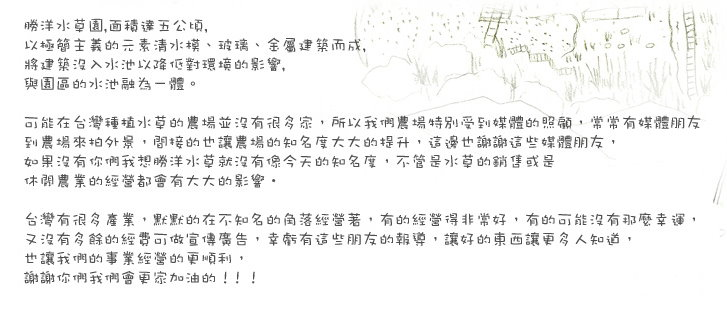 勝洋水草園,面積達五公頃,
以極簡主義的元素清水模、玻璃、金屬建築而成,
將建築沒入水池以降低對環境的影響,
與園區的水池融為一體。
可能在台灣種植水草的農場並沒有很多家，所以我們農場特別受到媒體的照顧，常常有媒體朋友
到農場來拍外景，間接的也讓農場的知名度大大的提升，這邊也謝謝這些媒體朋友，
如果沒有你們我想勝洋水草就沒有像今天的知名度，不管是水草的銷售或是
休閒農業的經營都會有大大的影響。
台灣有很多產業，默默的在不知名的角落經營著，有的經營得非常好，有的可能沒有那麼幸運，
又沒有多餘的經費可做宣傳廣告，幸虧有這些朋友的報導，讓好的東西讓更多人知道，
也讓我們的事業經營的更順利，
謝謝你們我們會更家加油的！！！